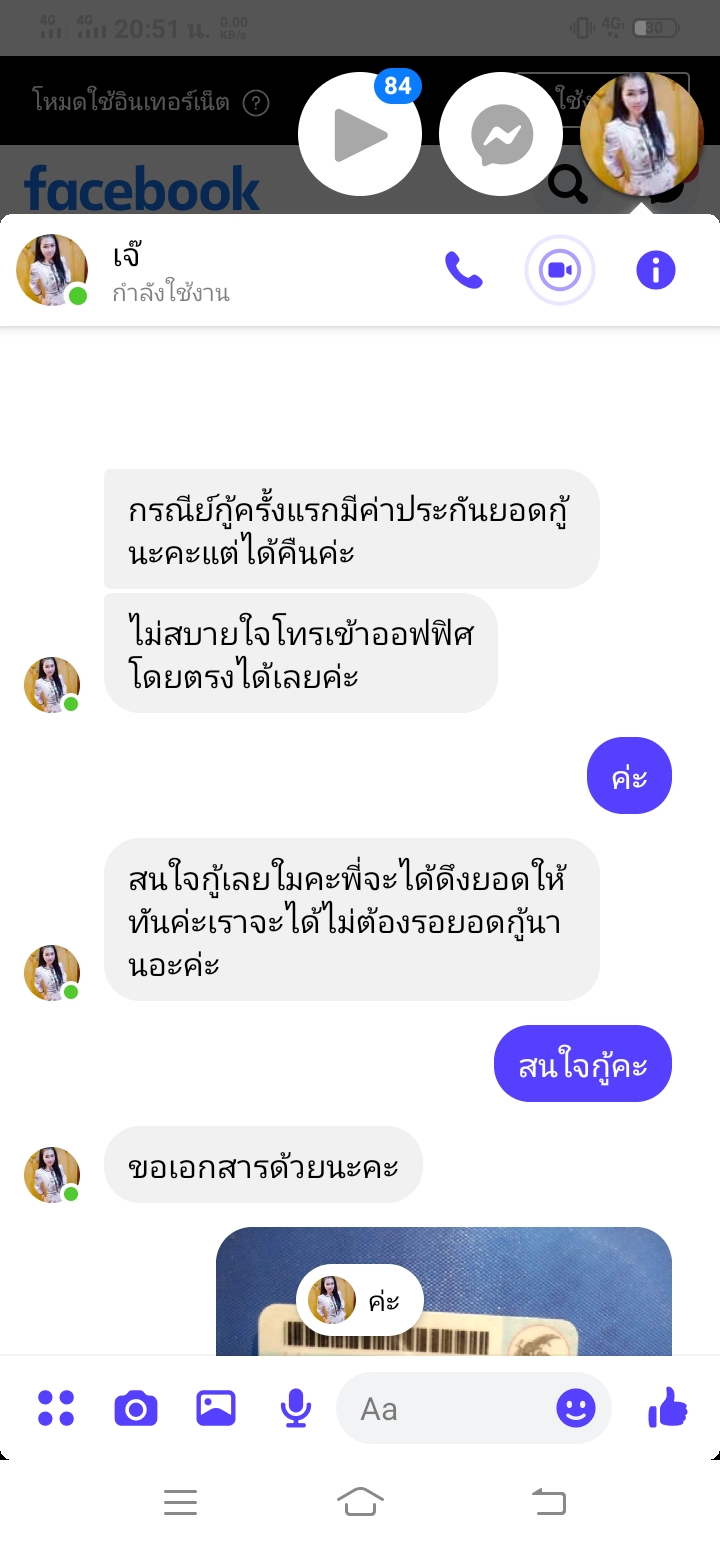 4G 4G 20:51 น. 0.00 KB/s 4G 30
84
โหมดใช้อินเทอร์เน็ต ?
facebook
เจ๊
กำลังใช้งาน
กรณีย์กู้ครั้งแรกมีค่าประกันยอดกู้
นะคะแต่ได้คืนค่ะ
ไม่สบายใจโทรเข้าออฟฟิศ
โดยตรงได้เลยค่ะ
ค่ะ
สนใจกู้เลยใมคะพี่จะได้ดึงยอดให้
ทันค่ะเราจะได้ไม่ต้องรอยอดกู้นา
นอะค่ะ
สนใจกู้คะ
ขอเอกสารด้วยนะคะ
ค่ะ
Aa